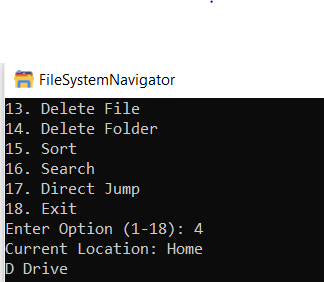 FileSystemNavigator
13. Delete File
14. Delete Folder
15. Sort
16. Search
17. Direct Jump
18. Exit
Enter Option (1-18): 4
Current Location: Home
D Drive